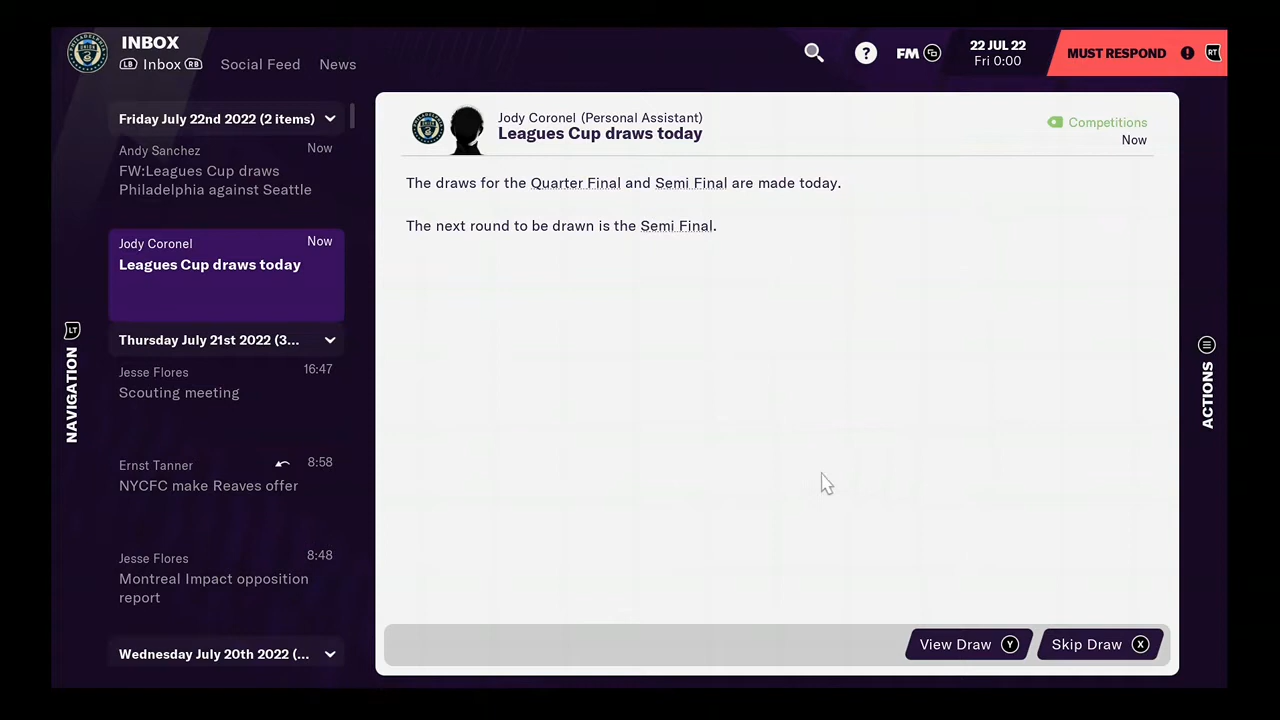 INBOX
LB Inbox RB Social Feed News
FM
22 JUL 22
Fri 0:00
MUST RESPOND RT
Friday July 22nd 2022 (2 items)
Andy Sanchez Now
FW:Leagues Cup draws
Philadelphia against Seattle
Jody Coronel Now
Leagues Cup draws today
Thursday July 21st 2022 (3...
Jesse Flores 16:47
Scouting meeting
Ernst Tanner 8:58
NYCFC make Reaves offer
Jesse Flores 8:48
Montreal Impact opposition
report
Wednesday July 20th 2022 (...
LT
NAVIGATION
Jody Coronel (Personal Assistant)
Leagues Cup draws today
Competitions
Now
The draws for the Quarter Final and Semi Final are made today.
The next round to be drawn is the Semi Final.
View Draw Y Skip Draw X
ACTIONS